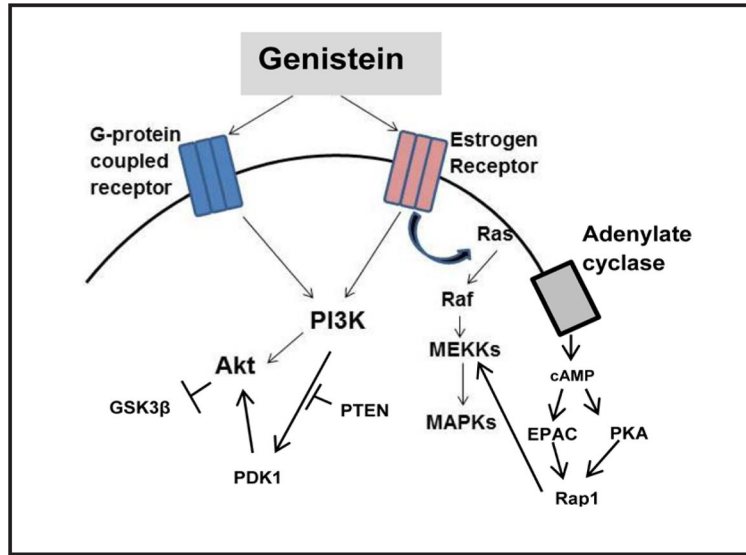 Genistein
G-protein
coupled
receptor
Estrogen
Receptor
Ras
Adenylate
cyclase
Raf
PI3K
MEKKs
Akt
cAMP
GSK3β
PTEN
MAPKs
EPAC
PKA
PDK1
Rap1